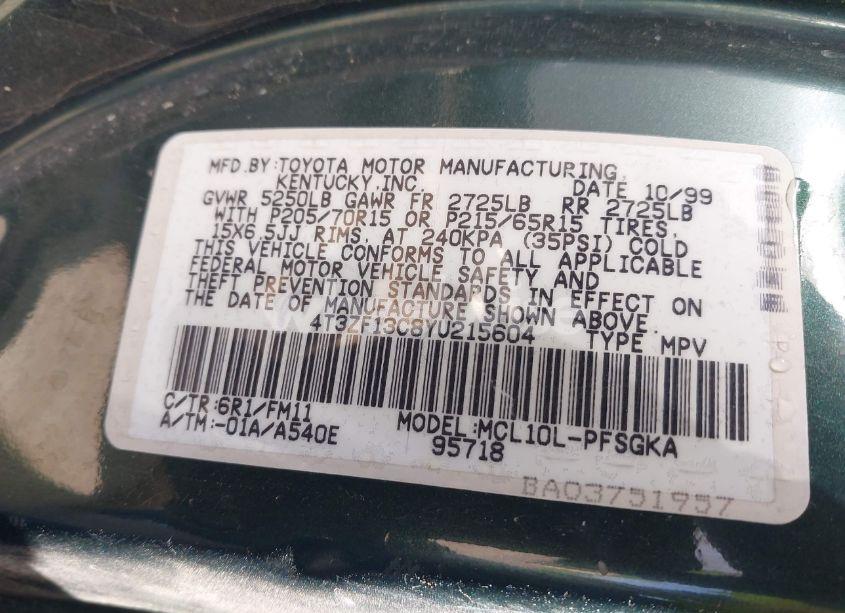 MFD.BY:TOYOTA MOTOR MANUFACTURING,
KENTUCKY,INC. DATE 10/99
GVWR 5250LB GAWR FR 2725LB RR 2725LB
WITH P205/70R15 OR P215/65R15 TIRES,
15X6.5JJ RIMS, AT 240KPA (35PSI) COLD
THIS VEHICLE CONFORMS TO ALL APPLICABLE
FEDERAL MOTOR VEHICLE SAFETY AND
THEFT PREVENTION STANDARDS IN EFFECT ON
THE DATE OF MANUFACTURE SHOWN ABOVE.
4T3ZF13C8YU215604 TYPE MPV
C/TR:6R1/FM11 MODEL:MCL10L-PFSGKA
A/TM:-01A/A540E 95718
BA03751957